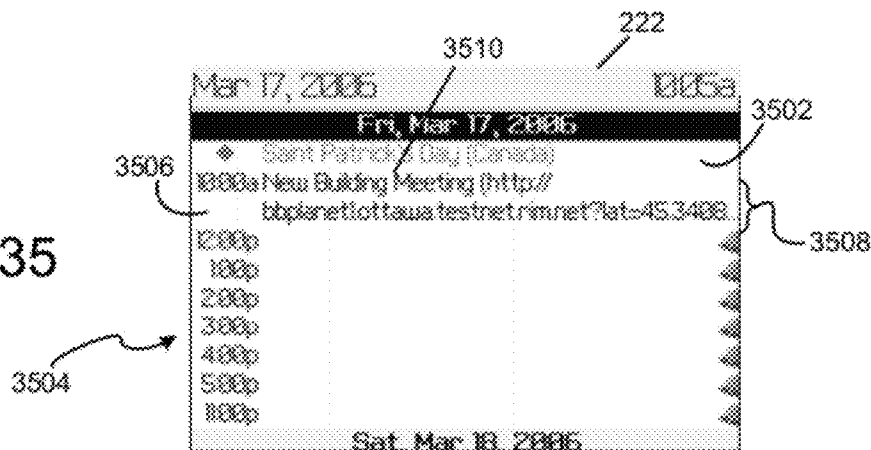 222
3510
Mar 17, 2006 10:05a
3502
Fri, Mar 17, 2006
Saint Patrick's Day (Canada)
3506
10:00a New Building Meeting (http://
bbplanet1.ottawa.testnet.rim.net?lat=45.3408..
35
3508
12:00p
1:00p
2:00p
3:00p
4:00p
3504
5:00p
11:00p
Sat, Mar 18, 2006